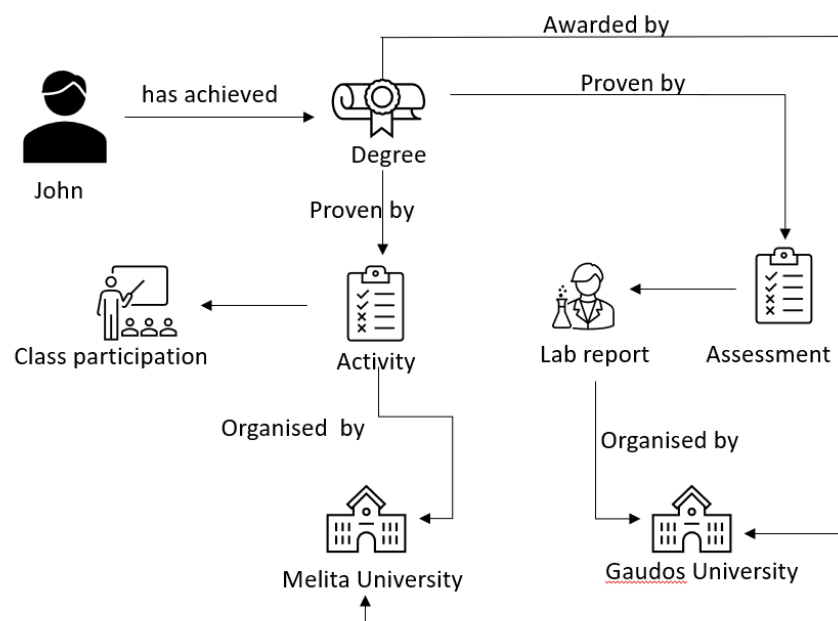 Awarded by
Proven by
has achieved
Degree
John
Proven by
Class participation
Activity
Lab report
Assessment
Organised by
Organised by
Melita University
Gaudos University